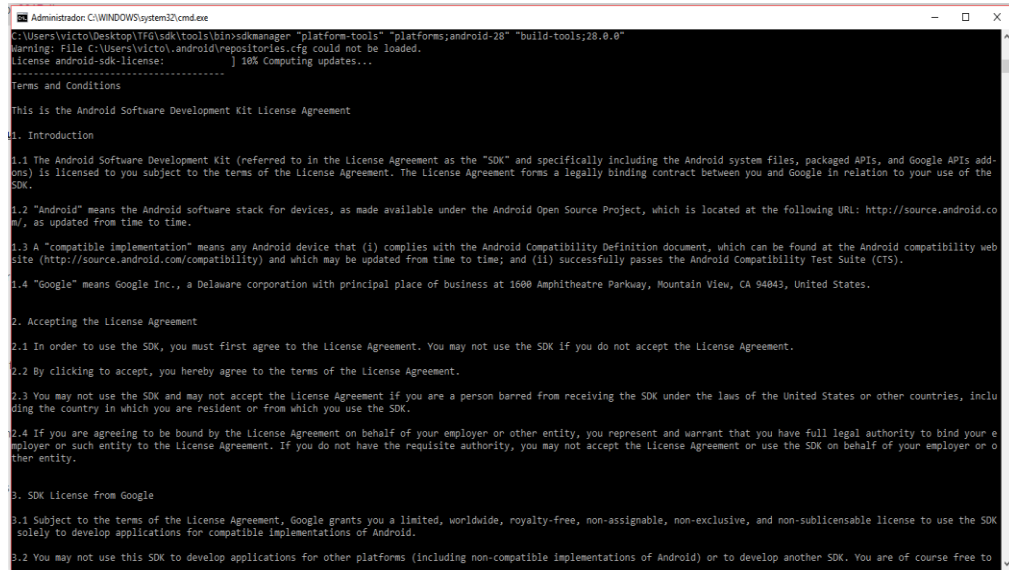 Administrador: C:\WINDOWS\system32\cmd.exe
C:\Users\victo\Desktop\TFG\sdk\tools\bin>sdkmanager "platform-tools" "platforms;android-28" "build-tools;28.0.0"
Warning: File C:\Users\victo\.android\repositories.cfg could not be loaded.
License android-sdk-license:          ] 10% Computing updates...
---------------------------------------
Terms and Conditions
This is the Android Software Development Kit License Agreement
1. Introduction
1.1 The Android Software Development Kit (referred to in the License Agreement as the "SDK" and specifically including the Android system files, packaged APIs, and Google APIs add-
ons) is licensed to you subject to the terms of the License Agreement. The License Agreement forms a legally binding contract between you and Google in relation to your use of the
SDK.
1.2 "Android" means the Android software stack for devices, as made available under the Android Open Source Project, which is located at the following URL: http://source.android.co
m/, as updated from time to time.
1.3 A "compatible implementation" means any Android device that (i) complies with the Android Compatibility Definition document, which can be found at the Android compatibility web
site (http://source.android.com/compatibility) and which may be updated from time to time; and (ii) successfully passes the Android Compatibility Test Suite (CTS).
1.4 "Google" means Google Inc., a Delaware corporation with principal place of business at 1600 Amphitheatre Parkway, Mountain View, CA 94043, United States.
2. Accepting the License Agreement
2.1 In order to use the SDK, you must first agree to the License Agreement. You may not use the SDK if you do not accept the License Agreement.
2.2 By clicking to accept, you hereby agree to the terms of the License Agreement.
2.3 You may not use the SDK and may not accept the License Agreement if you are a person barred from receiving the SDK under the laws of the United States or other countries, inclu
ding the country in which you are resident or from which you use the SDK.
2.4 If you are agreeing to be bound by the License Agreement on behalf of your employer or other entity, you represent and warrant that you have full legal authority to bind your e
mployer or such entity to the License Agreement. If you do not have the requisite authority, you may not accept the License Agreement or use the SDK on behalf of your employer or o
ther entity.
3. SDK License from Google
3.1 Subject to the terms of the License Agreement, Google grants you a limited, worldwide, royalty-free, non-assignable, non-exclusive, and non-sublicensable license to use the SDK
solely to develop applications for compatible implementations of Android.
3.2 You may not use this SDK to develop applications for other platforms (including non-compatible implementations of Android) or to develop another SDK. You are of course free to